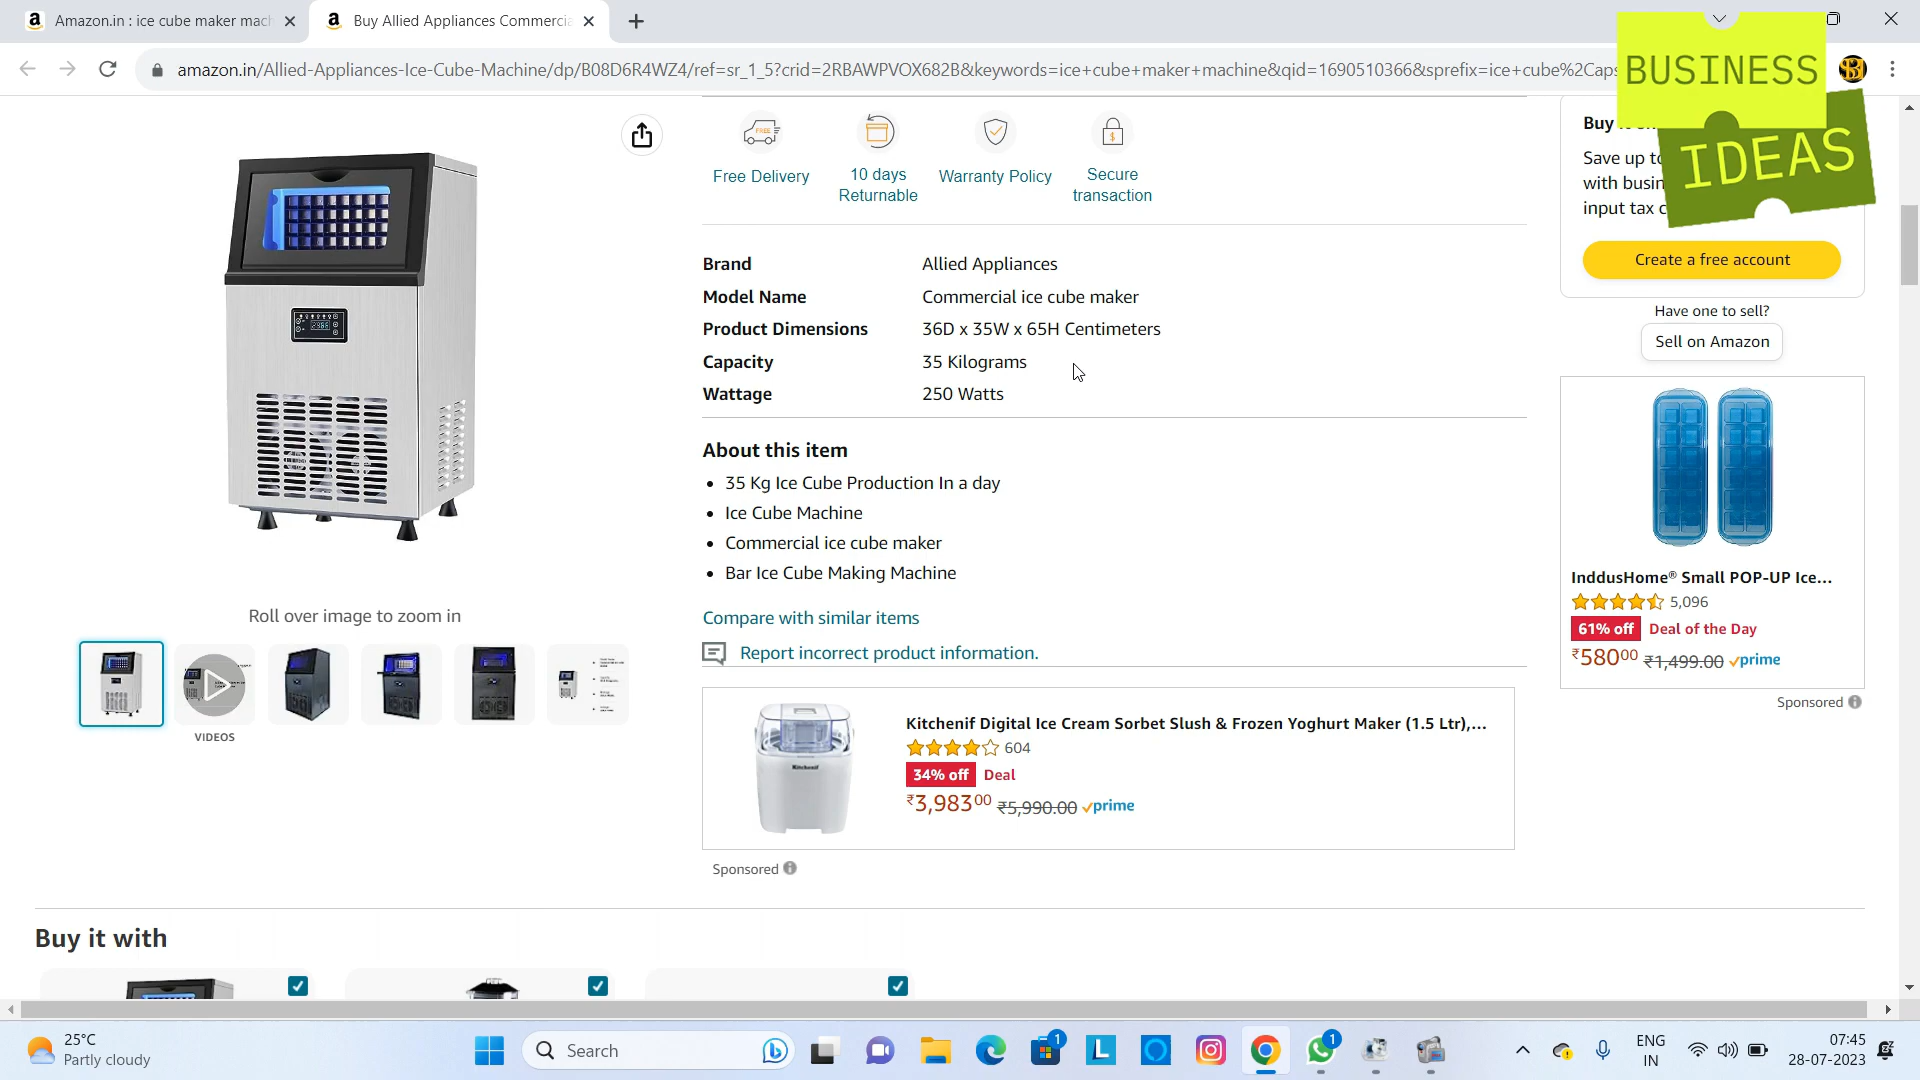 Amazon.in : ice cube maker mach
Buy Allied Appliances Commercia
amazon.in/Allied-Appliances-Ice-Cube-Machine/dp/B08D6R4WZ4/ref=sr_1_5?crid=2RBAWPVOX682B&keywords=ice+cube+maker+machine&qid=1690510366&sprefix=ice+cube%2Caps
BUSINESS
IDEAS
FREE
Free Delivery
10 days
Returnable
Warranty Policy
Secure
transaction
Brand Allied Appliances
Model Name Commercial ice cube maker
Product Dimensions 36D x 35W x 65H Centimeters
Capacity 35 Kilograms
Wattage 250 Watts
About this item
• 35 Kg Ice Cube Production In a day
• Ice Cube Machine
• Commercial ice cube maker
• Bar Ice Cube Making Machine
Compare with similar items
Report incorrect product information.
Roll over image to zoom in
VIDEOS
Kitchenif
Kitchenif Digital Ice Cream Sorbet Slush & Frozen Yoghurt Maker (1.5 Ltr),...
604
34% off Deal
₹3,98300 ₹5,990.00 prime
Sponsored
Buy
Save up to
with busin
input tax c
Create a free account
Have one to sell?
Sell on Amazon
InddusHome® Small POP-UP Ice...
5,096
61% off Deal of the Day
₹58000 ₹1,499.00 prime
Sponsored
Buy it with
25°C
Partly cloudy
Search
1
L
1
ENG
IN
07:45
28-07-2023